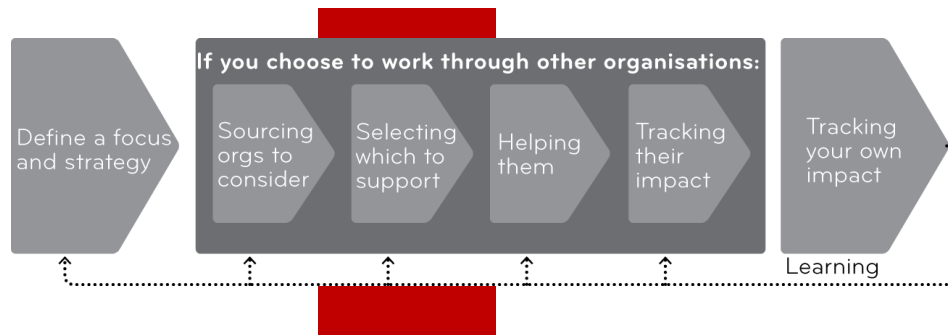 If you choose to work through other organisations:
Define a focus
and strategy
Sourcing
orgs to
consider
Selecting
which to
support
Helping
them
Tracking
their
impact
Tracking
your own
impact
Learning